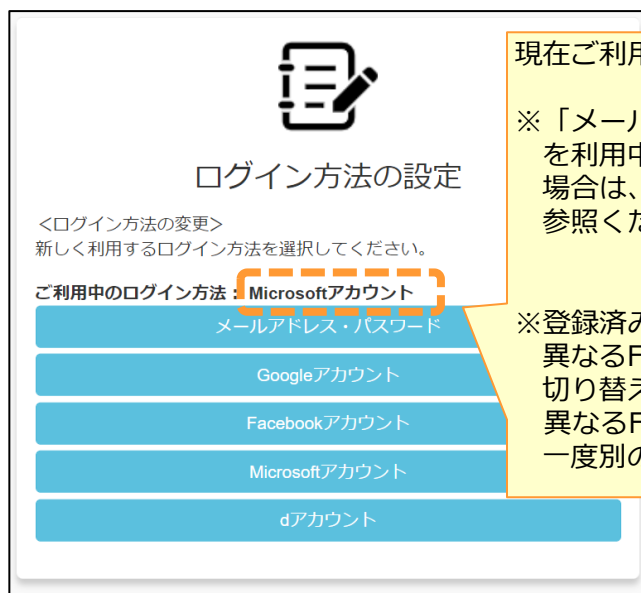 ログイン方法の設定
<ログイン方法の変更>
新しく利用するログイン方法を選択してください。
ご利用中のログイン方法： Microsoftアカウント
メールアドレス・パスワード
Googleアカウント
Facebookアカウント
Microsoftアカウント
dアカウント
現在ご利用
※「メール
を利用中
場合は、
参照くだ
※登録済み
異なるF
切り替え
異なるF
一度別の